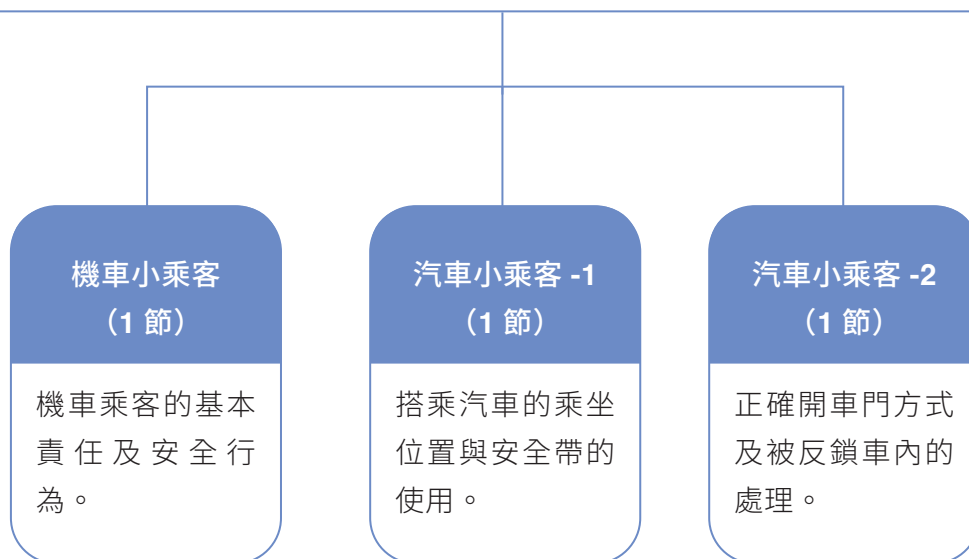 機車小乘客
（1 節）
機車乘客的基本
責任及安全行
為。
汽車小乘客 -1
（1 節）
搭乘汽車的乘坐
位置與安全帶的
使用。
汽車小乘客 -2
（1 節）
正確開車門方式
及被反鎖車內的
處理。